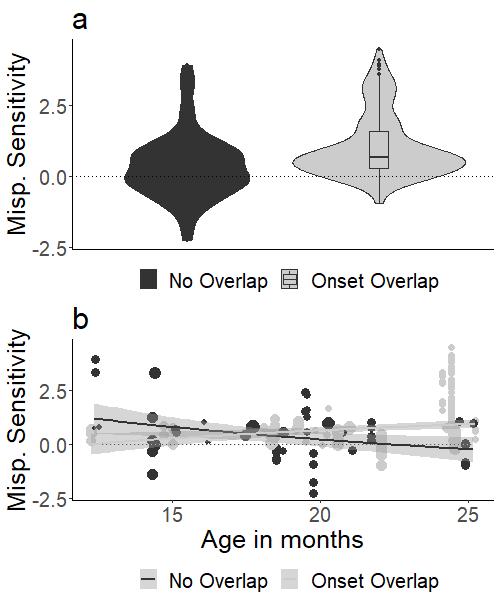 a
Misp. Sensitivity
2.5
0.0
-2.5
No Overlap Onset Overlap
b
Misp. Sensitivity
2.5
0.0
-2.5
15 20 25
Age in months
No Overlap Onset Overlap